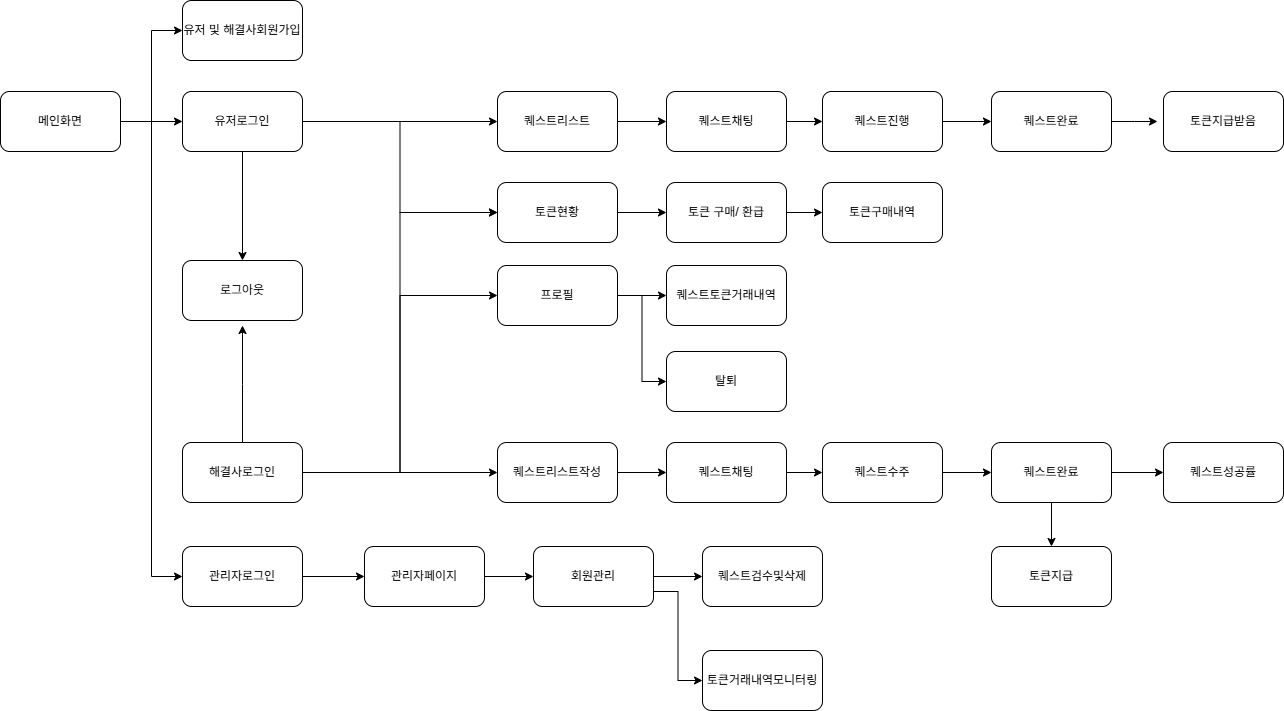 유저 및 해결사회원가입
메인화면
유저로그인
퀘스트리스트
퀘스트채팅
퀘스트진행
퀘스트완료
토큰지급받음
토큰현황
토큰 구매/ 환급
토큰구매내역
로그아웃
프로필
퀘스트토큰거래내역
탈퇴
해결사로그인
퀘스트리스트작성
퀘스트채팅
퀘스트수주
퀘스트완료
퀘스트성공률
관리자로그인
관리자페이지
회원관리
퀘스트검수및삭제
토큰지급
토큰거래내역모니터링